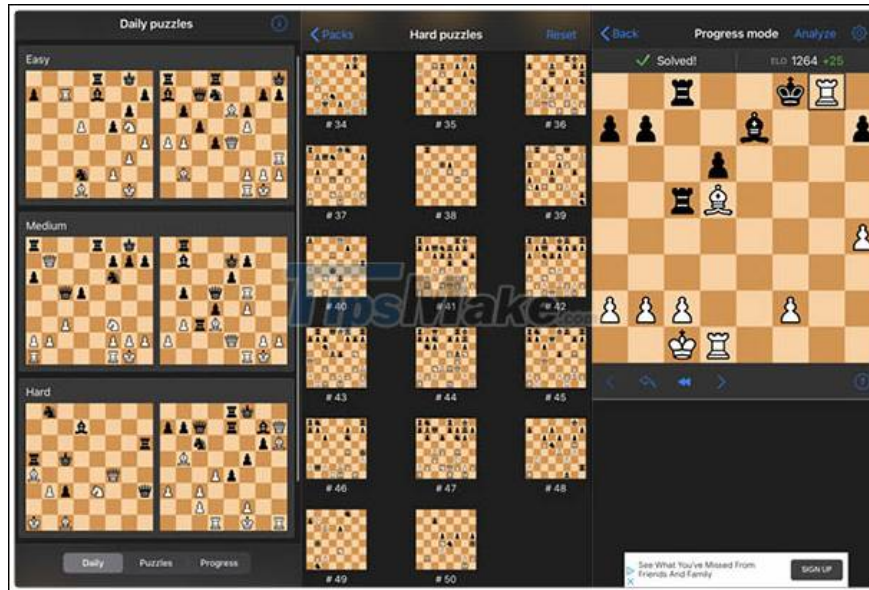 Daily puzzles
Easy
Medium
Hard
Daily
Puzzles
Progress
Packs
Hard puzzles
Reset
# 34
# 35
# 36
# 37
# 38
# 39
# 40
# 41
# 42
# 43
# 44
# 45
# 46
# 47
# 48
# 49
# 50
Back
Progress mode
Analyze
Solved!
ELO 1264 +25
See What You've Missed From
Friends And Family
SIGN UP
TipsMake.com